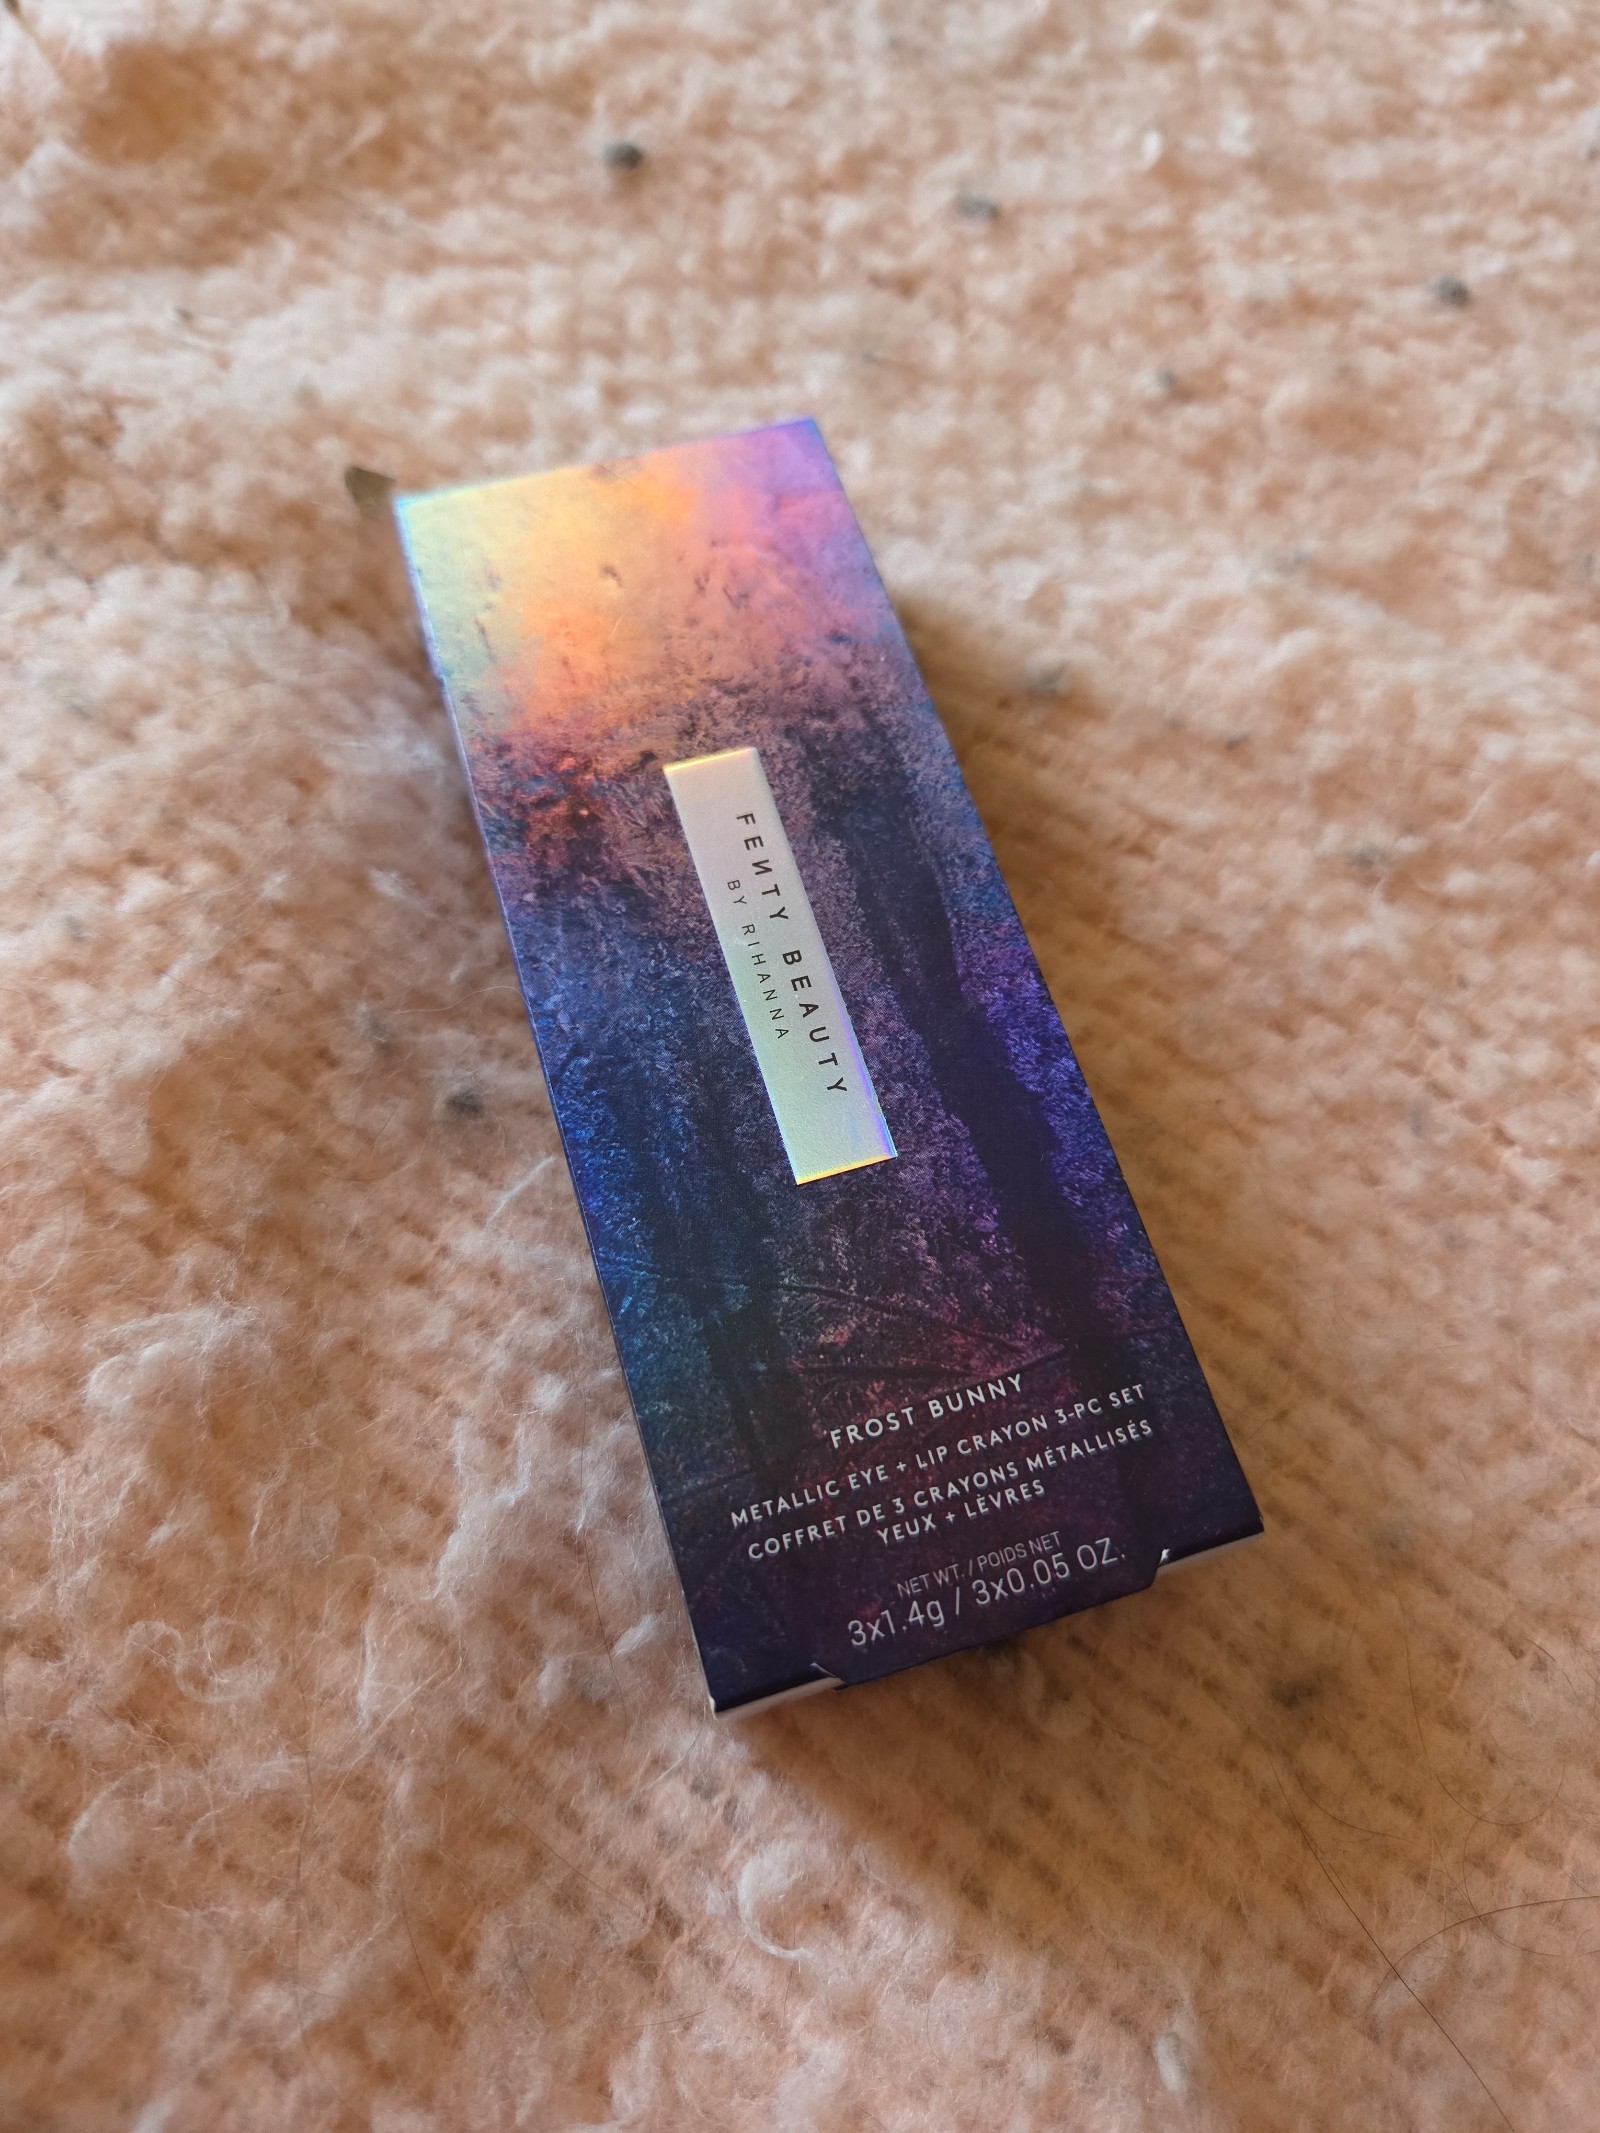 FEИTY BEAUTY
BY RIHANNA
FROST BUNNY
METALLIC EYE + LIP CRAYON 3-PC SET
COFFRET DE 3 CRAYONS MÉTALLISÉS
YEUX + LÈVRES
NET WT. / POIDS NET
3x1.4g / 3x0.05 OZ.